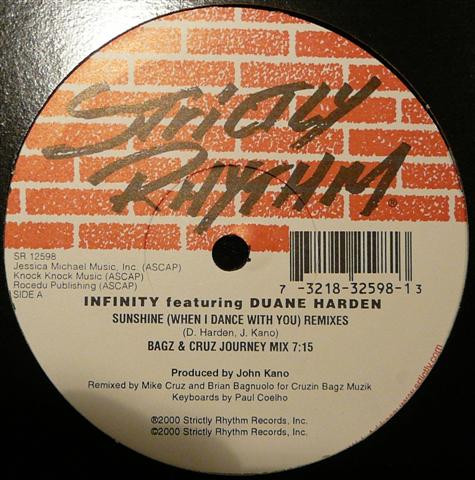 STRICTLY
RHYTHM®
SR 12598
Jessica Michael Music, Inc. (ASCAP)
Knock Knock Music (ASCAP)
Rocedu Publishing (ASCAP)
SIDE A
7 -3218-32598-1 3
INFINITY featuring DUANE HARDEN
SUNSHINE (WHEN I DANCE WITH YOU) REMIXES
(D. Harden, J. Kano)
BAGZ & CRUZ JOURNEY MIX 7:15
Produced by John Kano
Remixed by Mike Cruz and Brian Bagnuolo for Cruzin Bagz Muzik
Keyboards by Paul Coelho
®2000 Strictly Rhythm Records, Inc.
©2000 Strictly Rhythm Records, Inc.